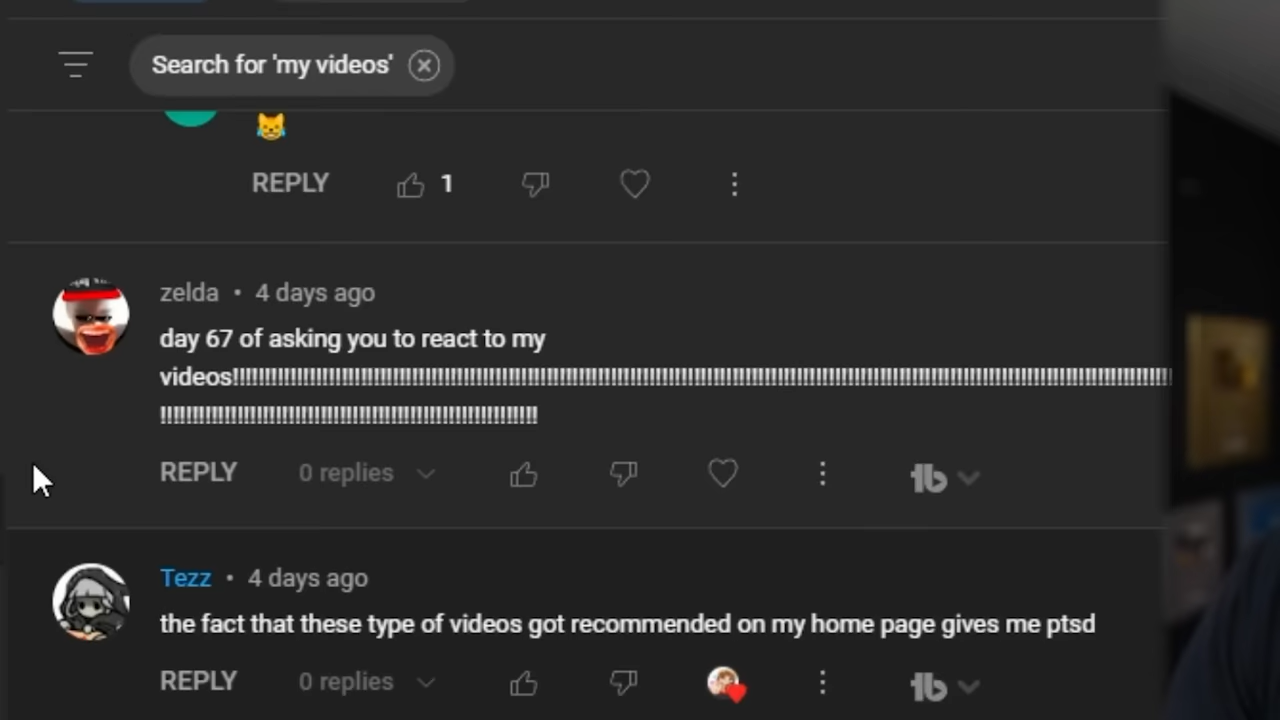 Search for 'my videos'
REPLY 1
zelda • 4 days ago
day 67 of asking you to react to my
videos!!!!!!!!!!!!!!!!!!!!!!!!!!!!!!!!!!!!!!!!!!!!!!!!!!!!!!!!!!!!!!!!!!!!!!!!!!!!!!!!!!!!!!!!!!!!!!!!!!!!!!!!!!!!!!!!!!!!!!!!!!!!!!!!!!!!!!!!!!!!!!!!!!!!!!!!
!!!!!!!!!!!!!!!!!!!!!!!!!!!!!!!!!!!!!!!!!!!!!!!!!!!!!!!!!!!!
REPLY 0 replies tb
Tezz • 4 days ago
the fact that these type of videos got recommended on my home page gives me ptsd
REPLY 0 replies tb